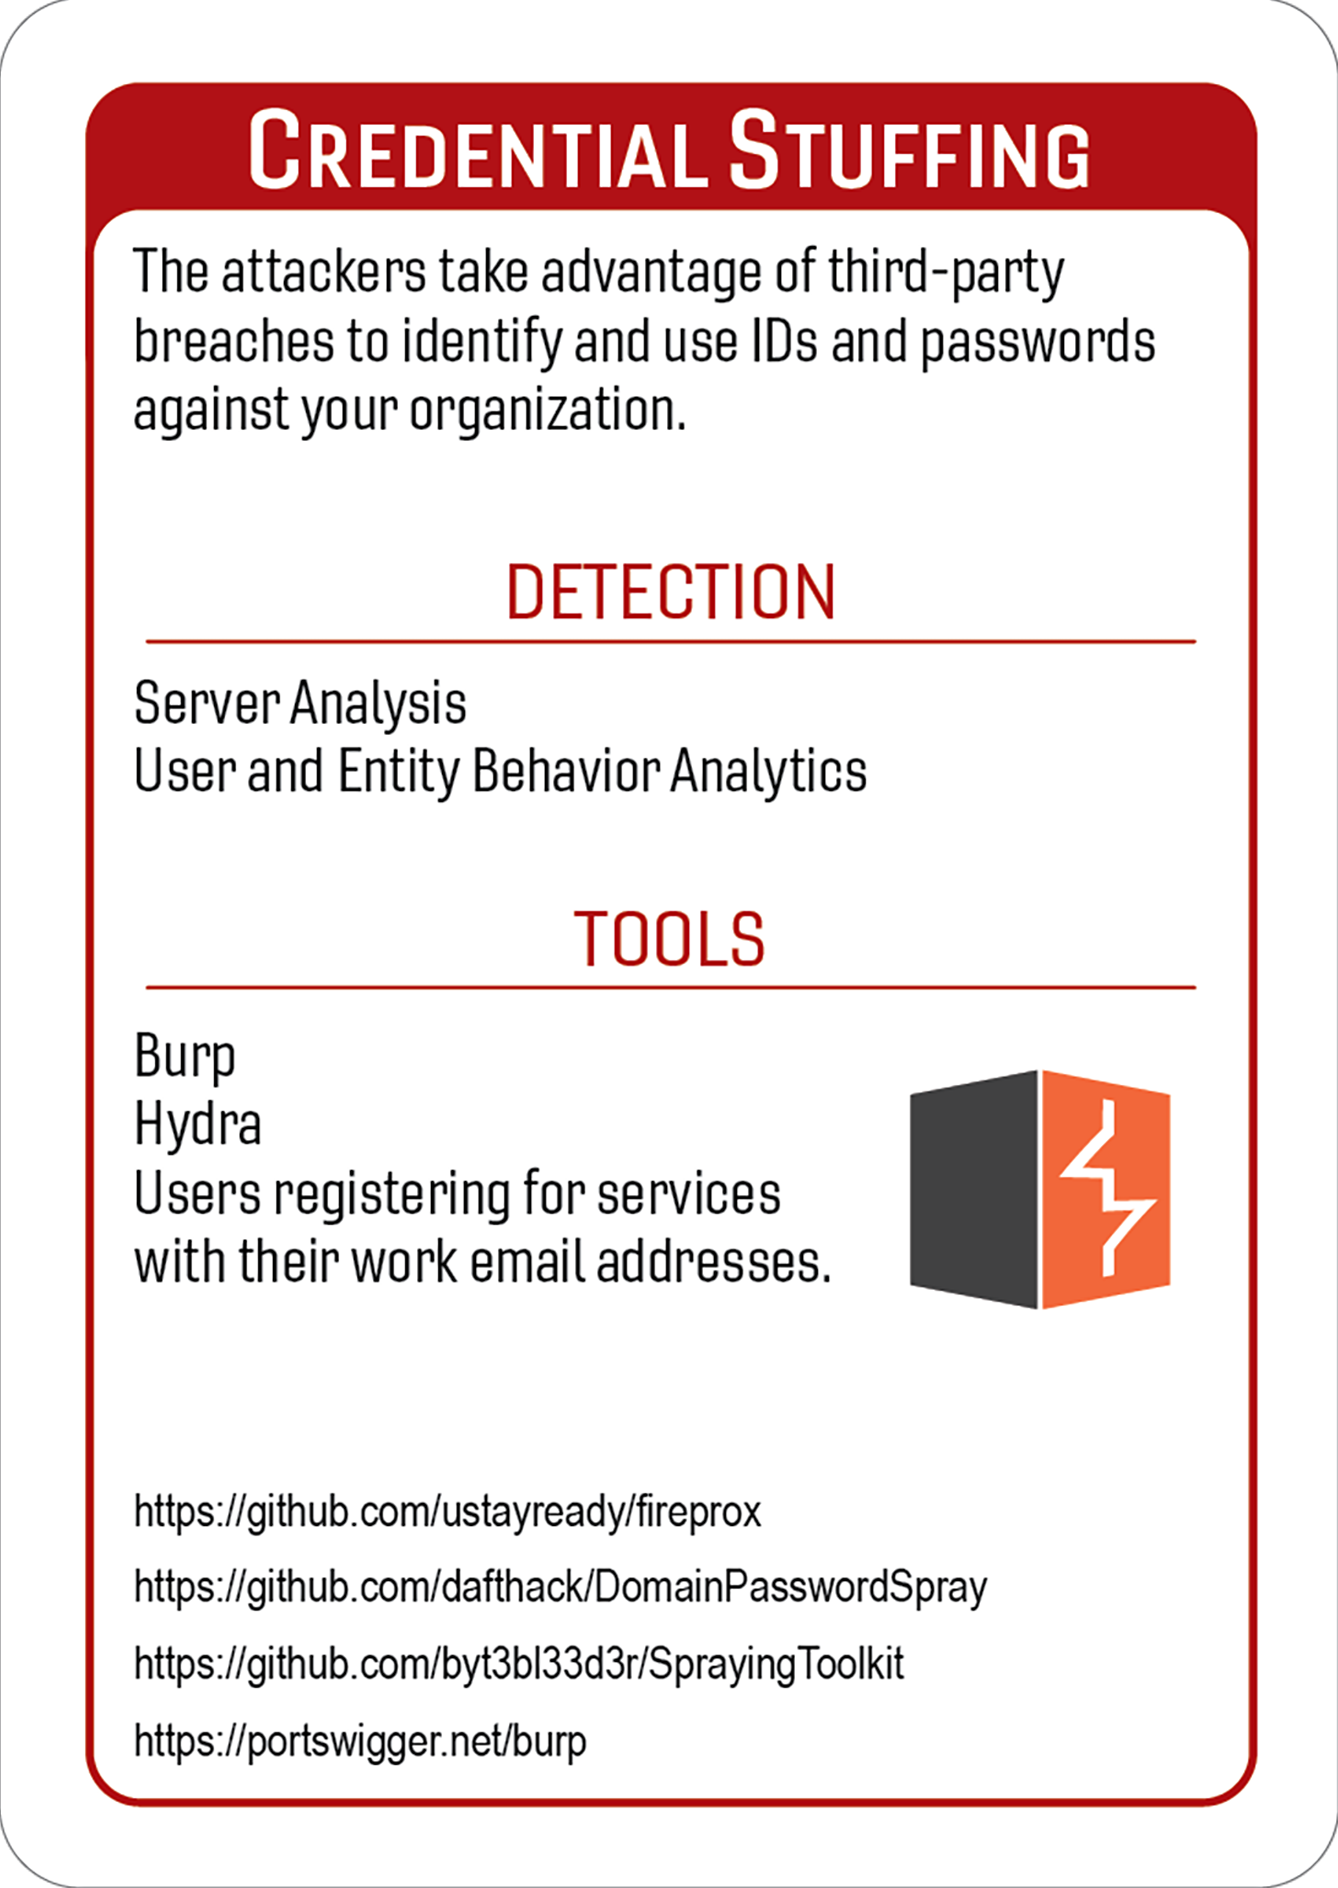 CREDENTIAL STUFFING
The attackers take advantage of third-party
breaches to identify and use IDs and passwords
against your organization.
DETECTION
Server Analysis
User and Entity Behavior Analytics
TOOLS
Burp
Hydra
Users registering for services
with their work email addresses.
https://github.com/ustayready/fireprox
https://github.com/dafthack/DomainPasswordSpray
https://github.com/byt3bl33d3r/SprayingToolkit
https://portswigger.net/burp